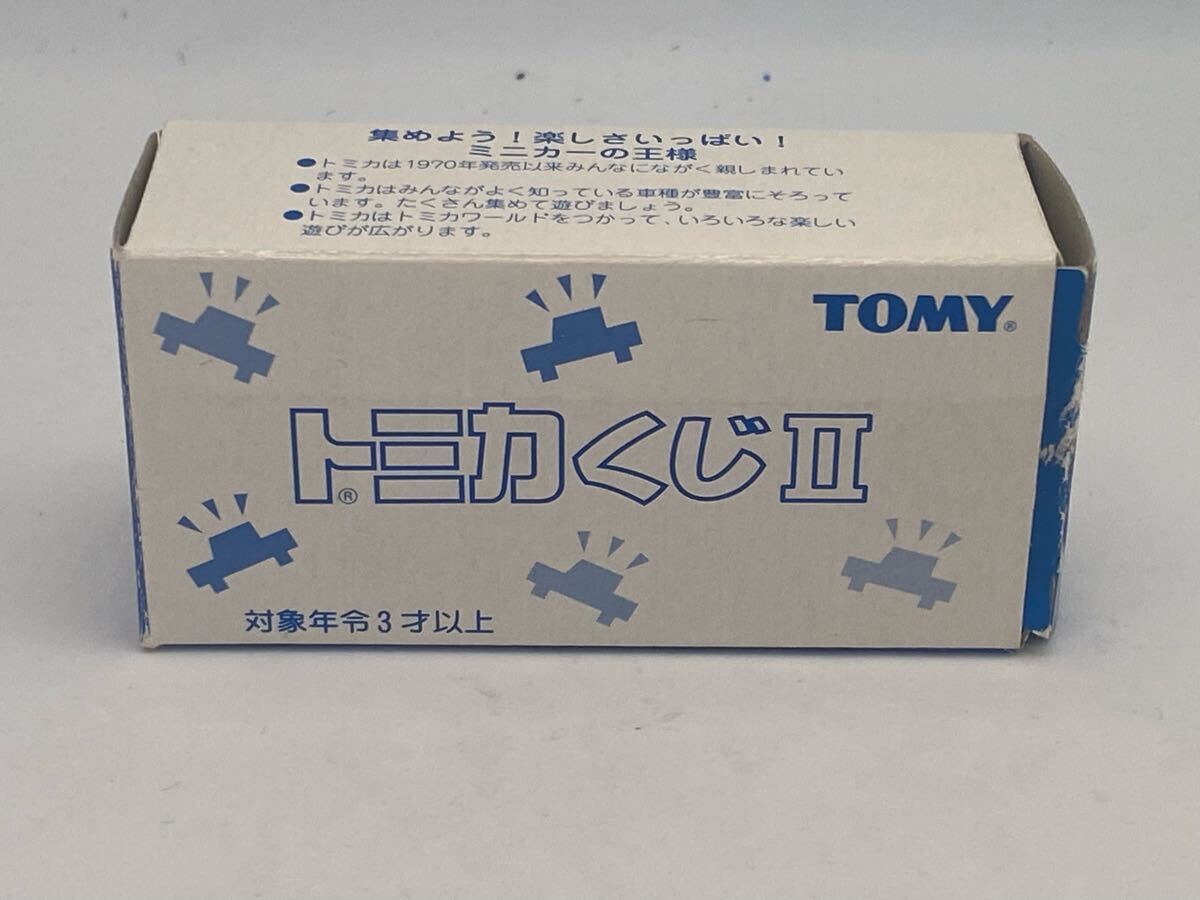 集めよう！楽しさいっぱい！
ミニカーの王様
●トミカは1970年発売以来みんなにながく親しまれてい
ます。
●トミカはみんながよく知っている車種が豊富にそろって
います。たくさん集めて遊びましょう。
●トミカはトミカワールドをつかって、いろいろな楽しい
遊びが広がります。
TOMY®
トミカくじⅡ
®
対象年令3才以上